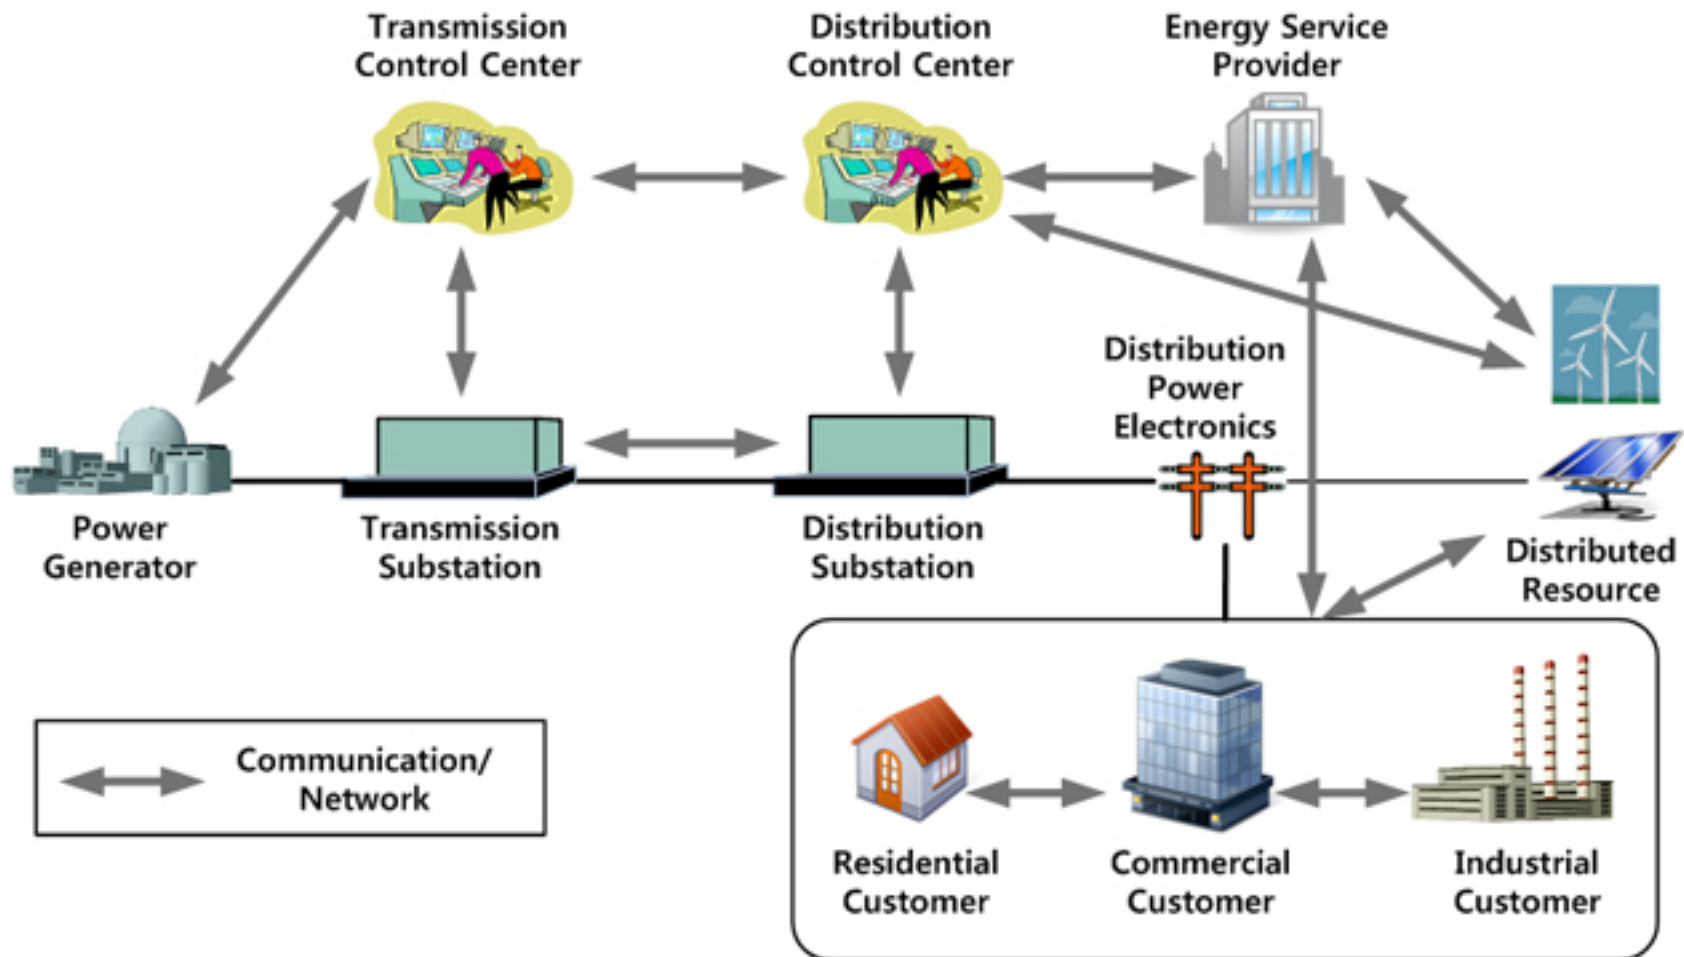 Transmission
Control Center
Distribution
Control Center
Energy Service
Provider
Distribution
Power
Electronics
Power
Generator
Transmission
Substation
Distribution
Substation
Distributed
Resource
Communication/
Network
Residential
Customer
Commercial
Customer
Industrial
Customer